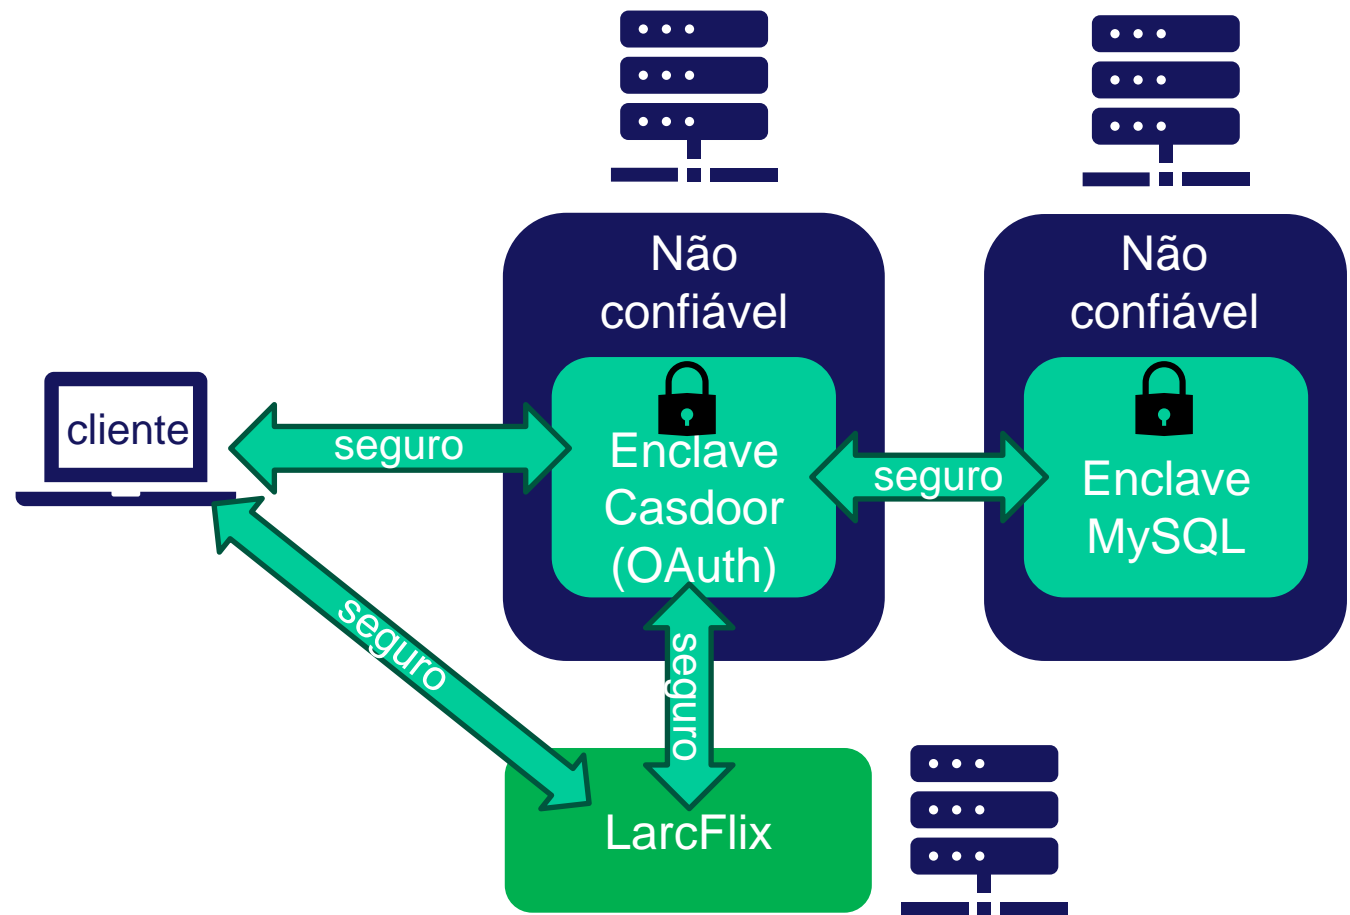 Não
confiável
Não
confiável
cliente
seguro
Enclave
Casdoor
(OAuth)
seguro
Enclave
MySQL
seguro
seguro
LarcFlix